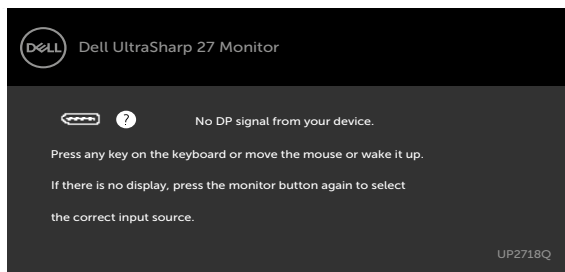 DELL
Dell UltraSharp 27 Monitor
? No DP signal from your device.
Press any key on the keyboard or move the mouse or wake it up.
If there is no display, press the monitor button again to select
the correct input source.
UP2718Q